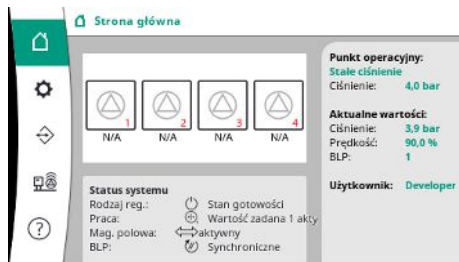 Strona główna
1 2 3 4
N/A N/A N/A N/A
Status systemu
Rodzaj reg.: Stan gotowości
Praca: Wartość zadana 1 akty
Mag. polowa: aktywny
BLP: Synchroniczne
Punkt operacyjny:
Stałe ciśnienie
Ciśnienie: 4,0 bar
Aktualne wartości:
Ciśnienie: 3,9 bar
Prędkość: 90,0 %
BLP: 1
Użytkownik: Developer
?